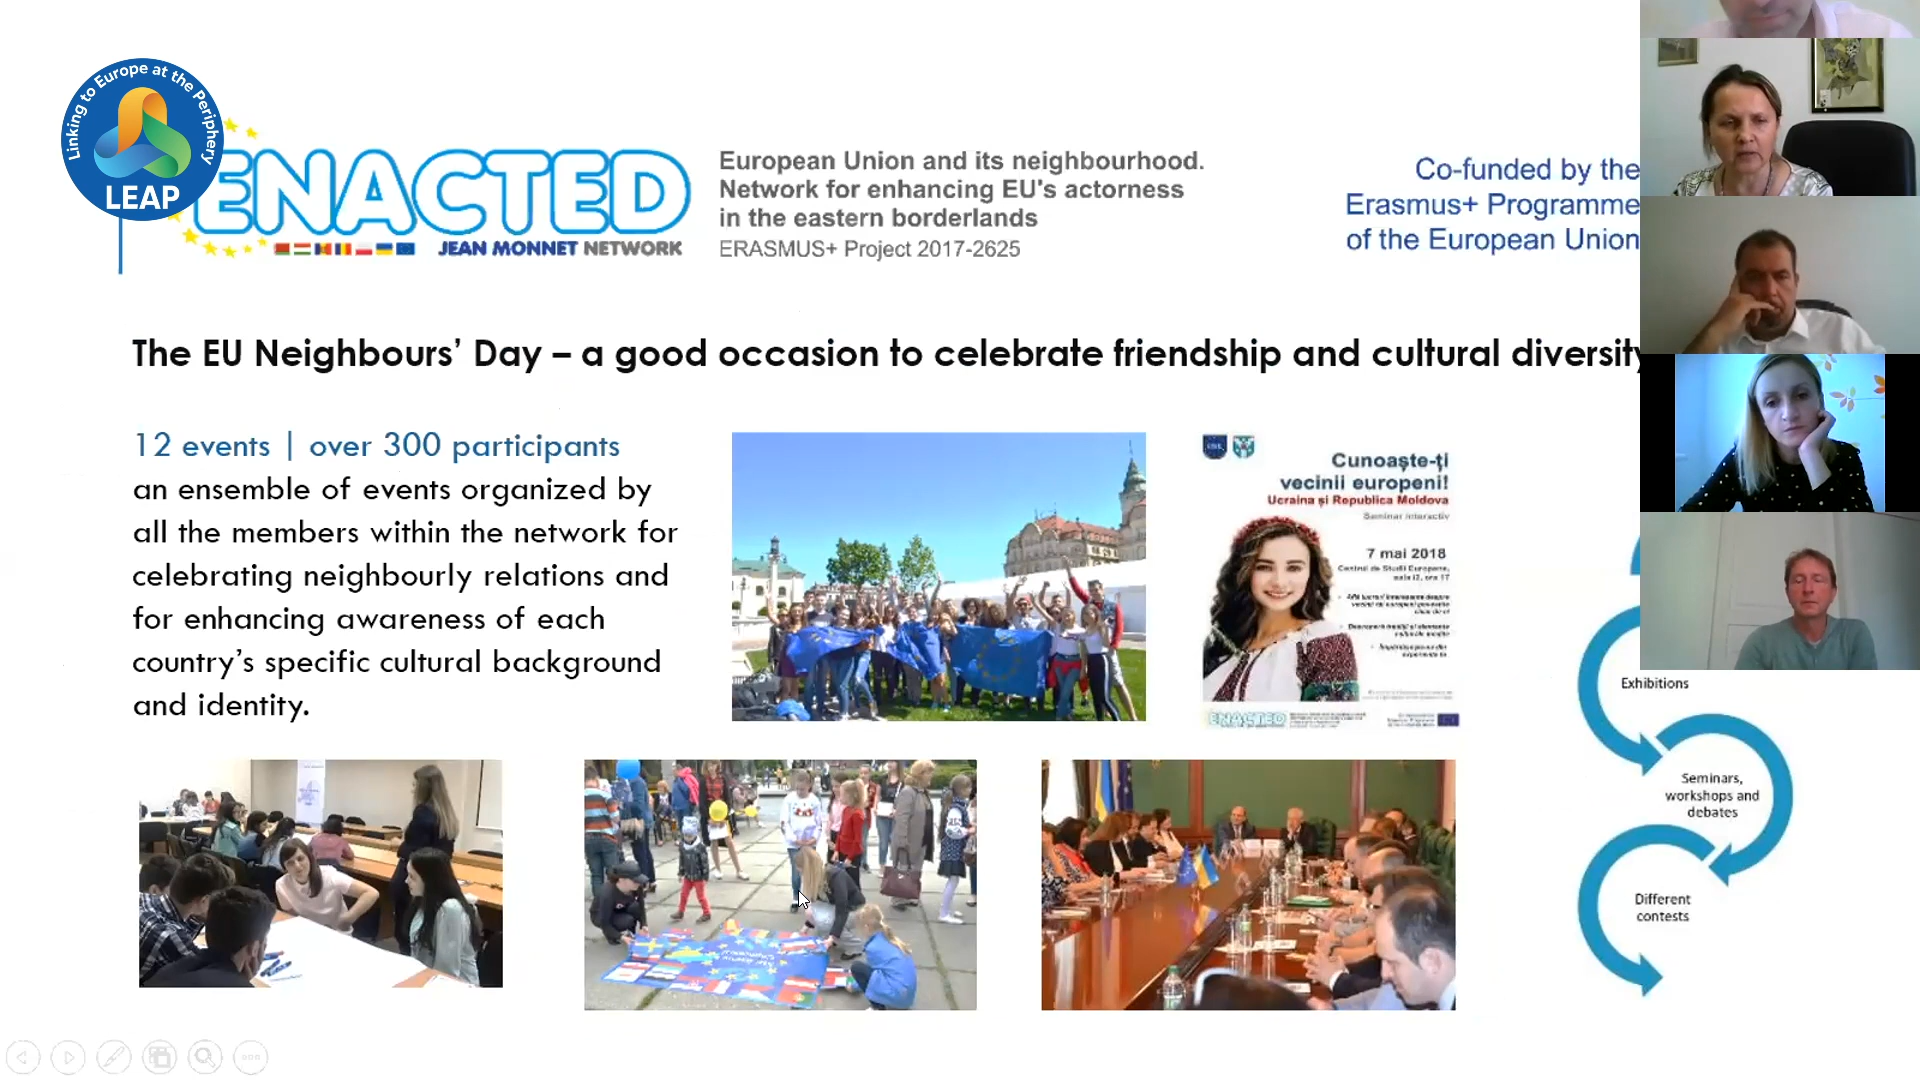 Linking to Europe at the Periphery
LEAP
ENACTED
JEAN MONNET NETWORK
European Union and its neighbourhood.
Network for enhancing EU's actorness
in the eastern borderlands
ERASMUS+ Project 2017-2625
Co-funded by the
Erasmus+ Programme
of the European Union
The EU Neighbours’ Day – a good occasion to celebrate friendship and cultural diversity
12 events | over 300 participants
an ensemble of events organized by
all the members within the network for
celebrating neighbourly relations and
for enhancing awareness of each
country’s specific cultural background
and identity.
Cunoaște-ți
vecinii europeni!
Ucraina și Republica Moldova
Seminar interactiv
7 mai 2018
Centrul de Studii Europene,
ENACTED
Exhibitions
Seminars,
workshops and
debates
Different
contests